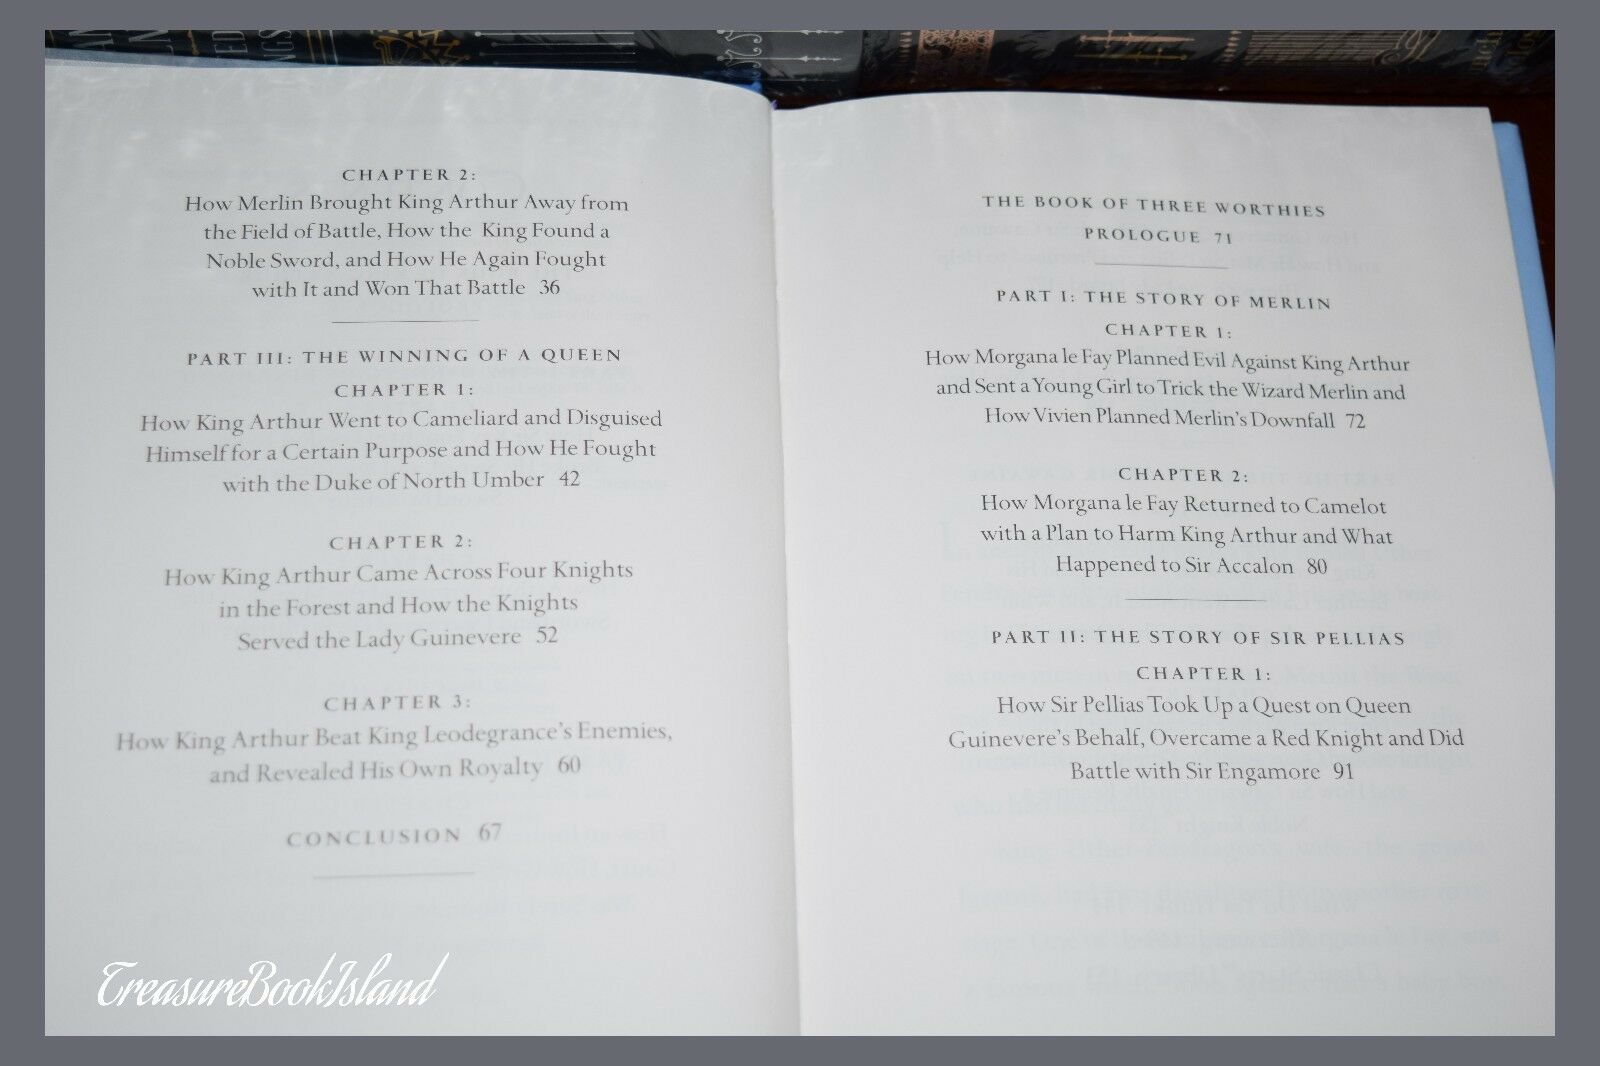 CHAPTER 2:
How Merlin Brought King Arthur Away from
the Field of Battle, How the King Found a
Noble Sword, and How He Again Fought
with It and Won That Battle 36
PART III: THE WINNING OF A QUEEN
CHAPTER 1:
How King Arthur Went to Cameliard and Disguised
Himself for a Certain Purpose and How He Fought
with the Duke of North Umber 42
CHAPTER 2:
How King Arthur Came Across Four Knights
in the Forest and How the Knights
Served the Lady Guinevere 52
CHAPTER 3:
How King Arthur Beat King Leodegrance's Enemies,
and Revealed His Own Royalty 60
CONCLUSION 67
THE BOOK OF THREE WORTHIES
PROLOGUE 71
PART I: THE STORY OF MERLIN
CHAPTER 1:
How Morgana le Fay Planned Evil Against King Arthur
and Sent a Young Girl to Trick the Wizard Merlin and
How Vivien Planned Merlin's Downfall 72
CHAPTER 2:
How Morgana le Fay Returned to Camelot
with a Plan to Harm King Arthur and What
Happened to Sir Accalon 80
PART II: THE STORY OF SIR PELLIAS
CHAPTER 1:
How Sir Pellias Took Up a Quest on Queen
Guinevere's Behalf, Overcame a Red Knight and Did
Battle with Sir Engamore 91
TreasureBookIsland